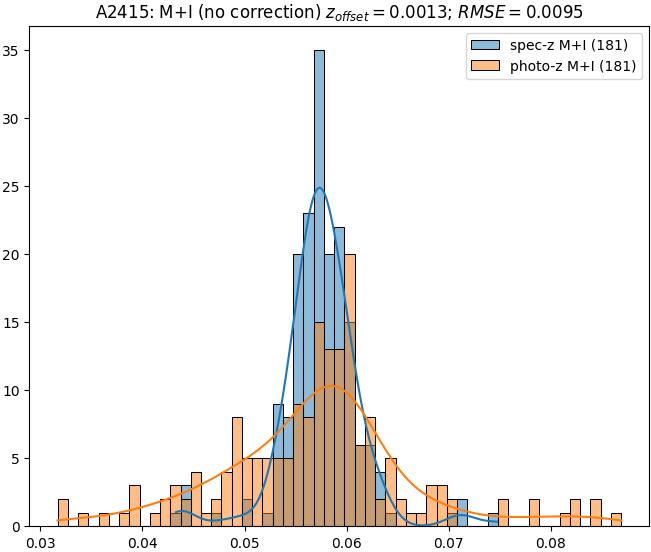 A2415: M+I (no correction) z_offset = 0.0013; RMSE = 0.0095
spec-z M+I (181)
photo-z M+I (181)
35
30
25
20
15
10
5
0
0.03 0.04 0.05 0.06 0.07 0.08